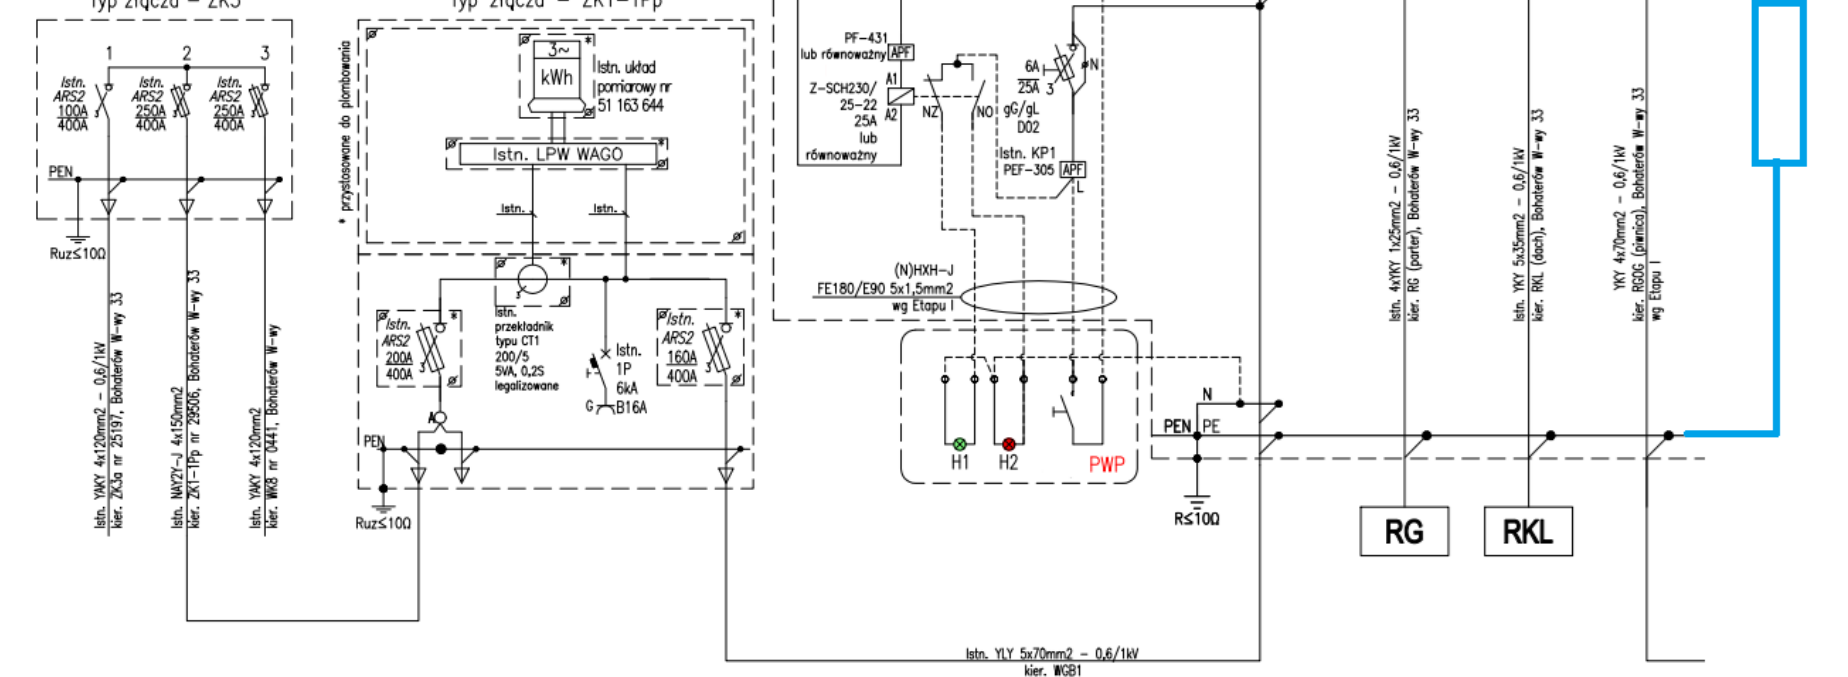 Typ złącza - ZK3
1
2
3
Istn.
ARS2
100A
400A
Istn.
ARS2
250A
400A
3
Istn.
ARS2
250A
400A
3
PEN
Ruz≤10Ω
Istn. YAKY 4x120mm2 - 0,6/1kV
kier. ZK3a nr 25197, Bohaterów W-wy 33
Istn. NAY2Y-J 4x150mm2
kier. ZK1-1Pp nr 29506, Bohaterów W-wy 33
Istn. YAKY 4x120mm2
kier. WK8 nr 0441, Bohaterów W-wy
Typ złącza - ZK1-1Pp
* przystosowane do plombowania
3~
kWh
*
Istn. układ
pomiarowy nr
51 163 644
Istn. LPW WAGO
*
Istn.
Istn.
3
*
Istn.
przekładnik
typu CT1
200/5
5VA, 0,2S
legalizowane
Istn.
ARS2
200A
400A
3
*
Istn.
1P
6kA
B16A
G
Istn.
ARS2
160A
400A
3
*
A
PEN
Ruz≤10Ω
PF-431
lub równoważny
APF
Z-SCH230/
25-22
25A
lub
równoważny
A1
A2
NZ
NO
6A
25A
3
N
gG/gL
D02
Istn. KP1
PEF-305
APF
L
(N)HXH-J
FE180/E90 5x1,5mm2
wg Etapu I
H1
H2
PWP
N
PEN
PE
R≤10Ω
Istn. 4xYKY 1x25mm2 - 0,6/1kV
kier. RG (parter), Bohaterów W-wy 33
Istn. YKY 5x35mm2 - 0,6/1kV
kier. RKL (dach), Bohaterów W-wy 33
YKY 4x70mm2 - 0,6/1kV
kier. RGOG (piwnica), Bohaterów W-wy 33
wg Etapu I
RG
RKL
Istn. YLY 5x70mm2 - 0,6/1kV
kier. WGB1